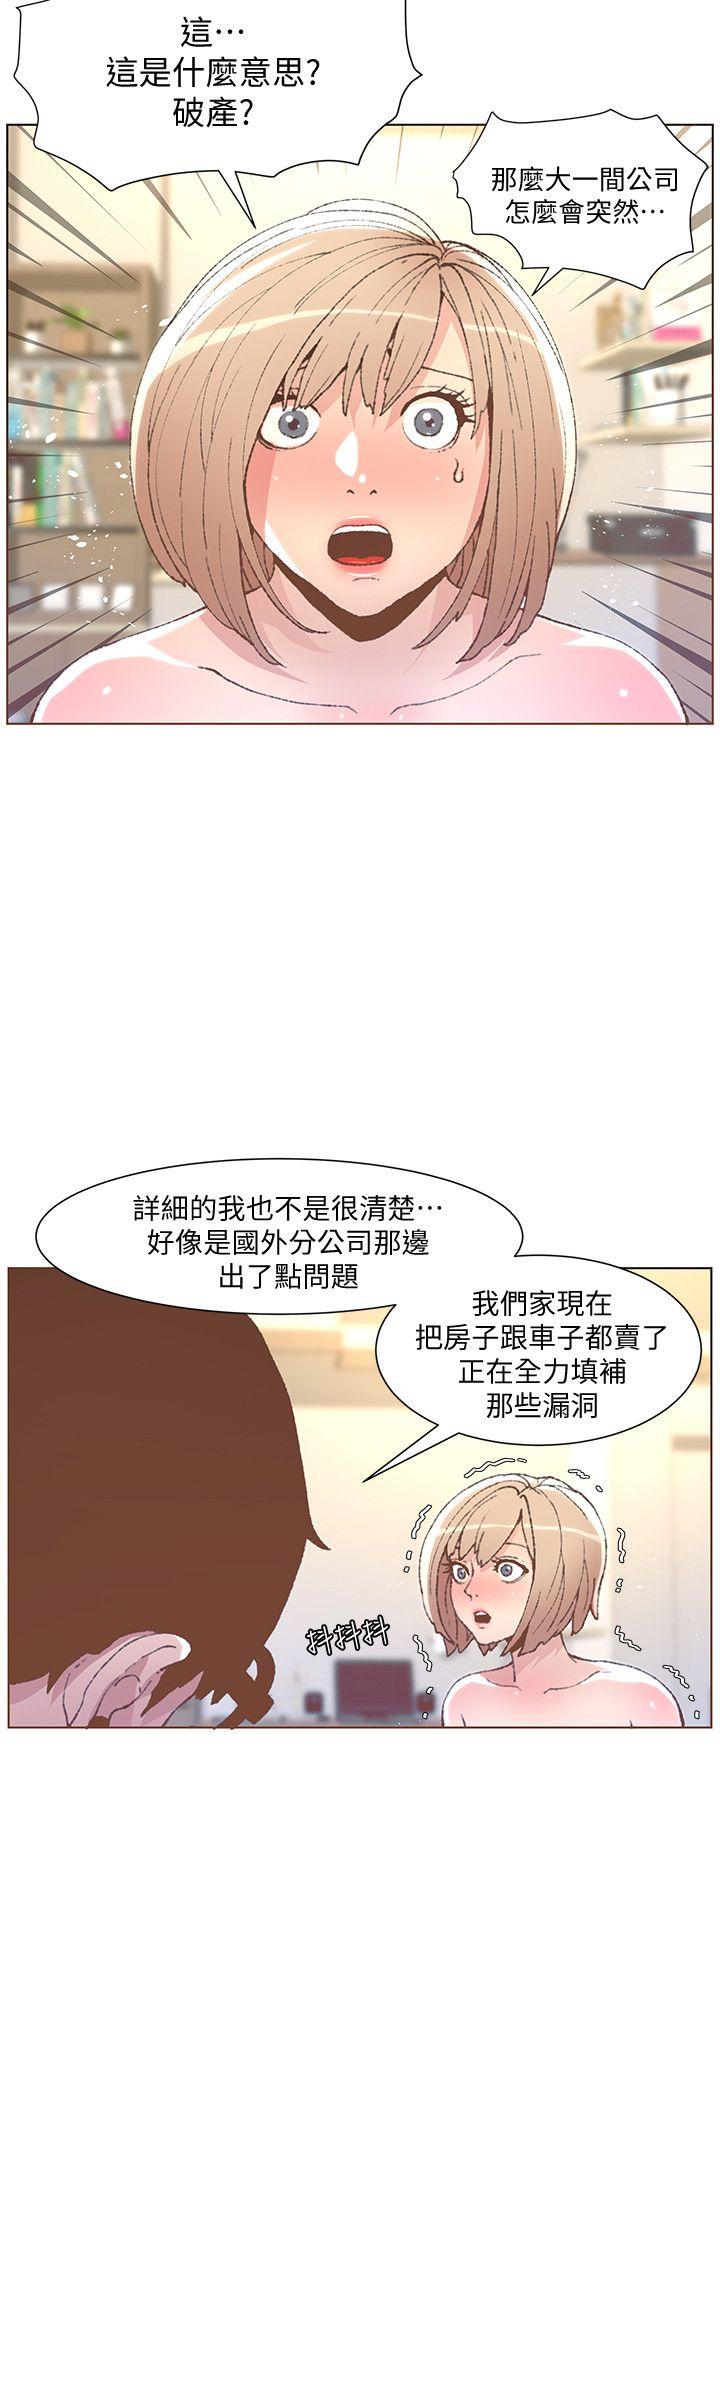 這⋯
這是什麼意思?
破產?
那麼大一間公司
怎麼會突然⋯
詳細的我也不是很清楚⋯
好像是國外分公司那邊
出了點問題
我們家現在
把房子跟車子都賣了
正在全力填補
那些漏洞
抖抖抖